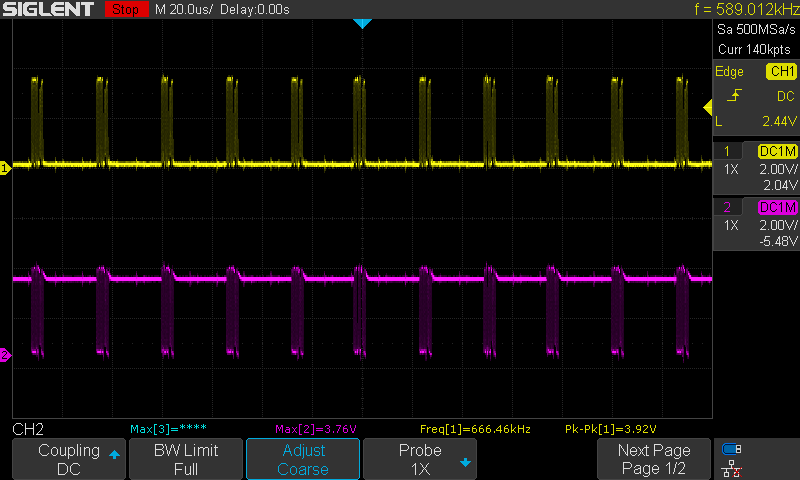 SIGLENT Stop M 20.0us/ Delay:0.00s f = 589.012kHz
Sa 500MSa/s
Curr 140kpts
Edge CH1
DC
L 2.44V
1 DC1M
1X 2.00V/
2.04V
2 DC1M
1X 2.00V/
-5.48V
1
2
CH2 Max[3]=**** Max[2]=3.76V Freq[1]=666.46kHz Pk-Pk[1]=3.92V
Coupling
DC
BW Limit
Full
Adjust
Coarse
Probe
1X
Next Page
Page 1/2